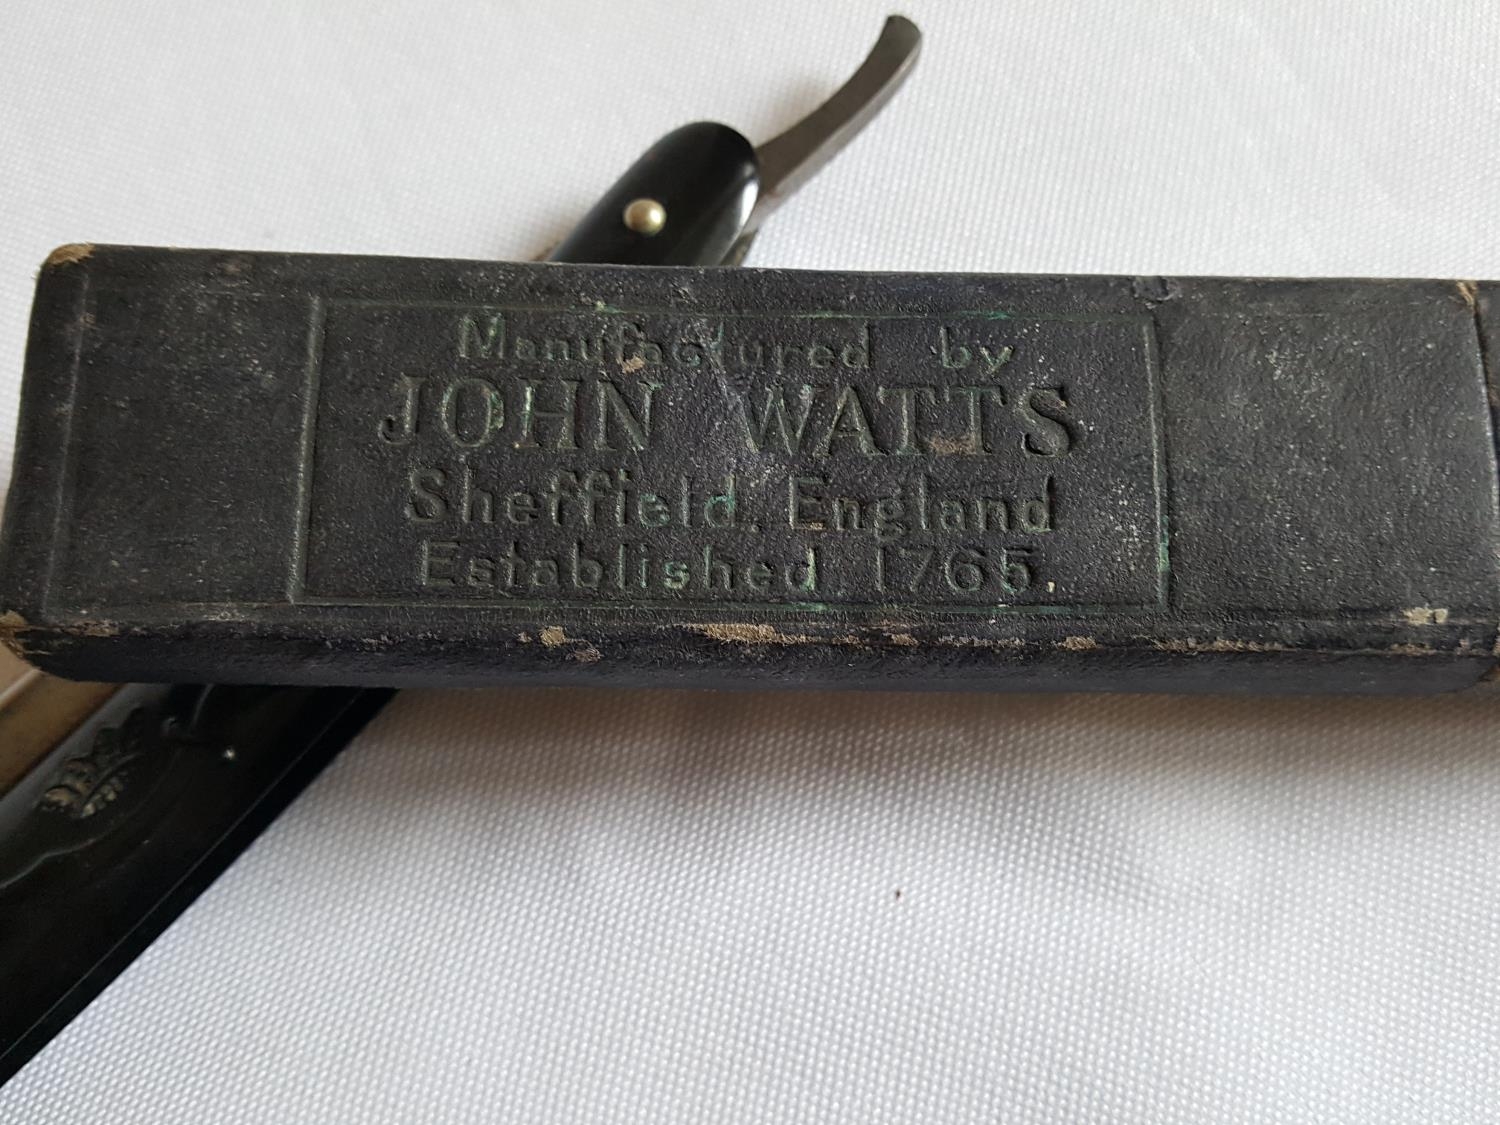 Manufactured by
JOHN WATTS
Sheffield, England
Established 1765.